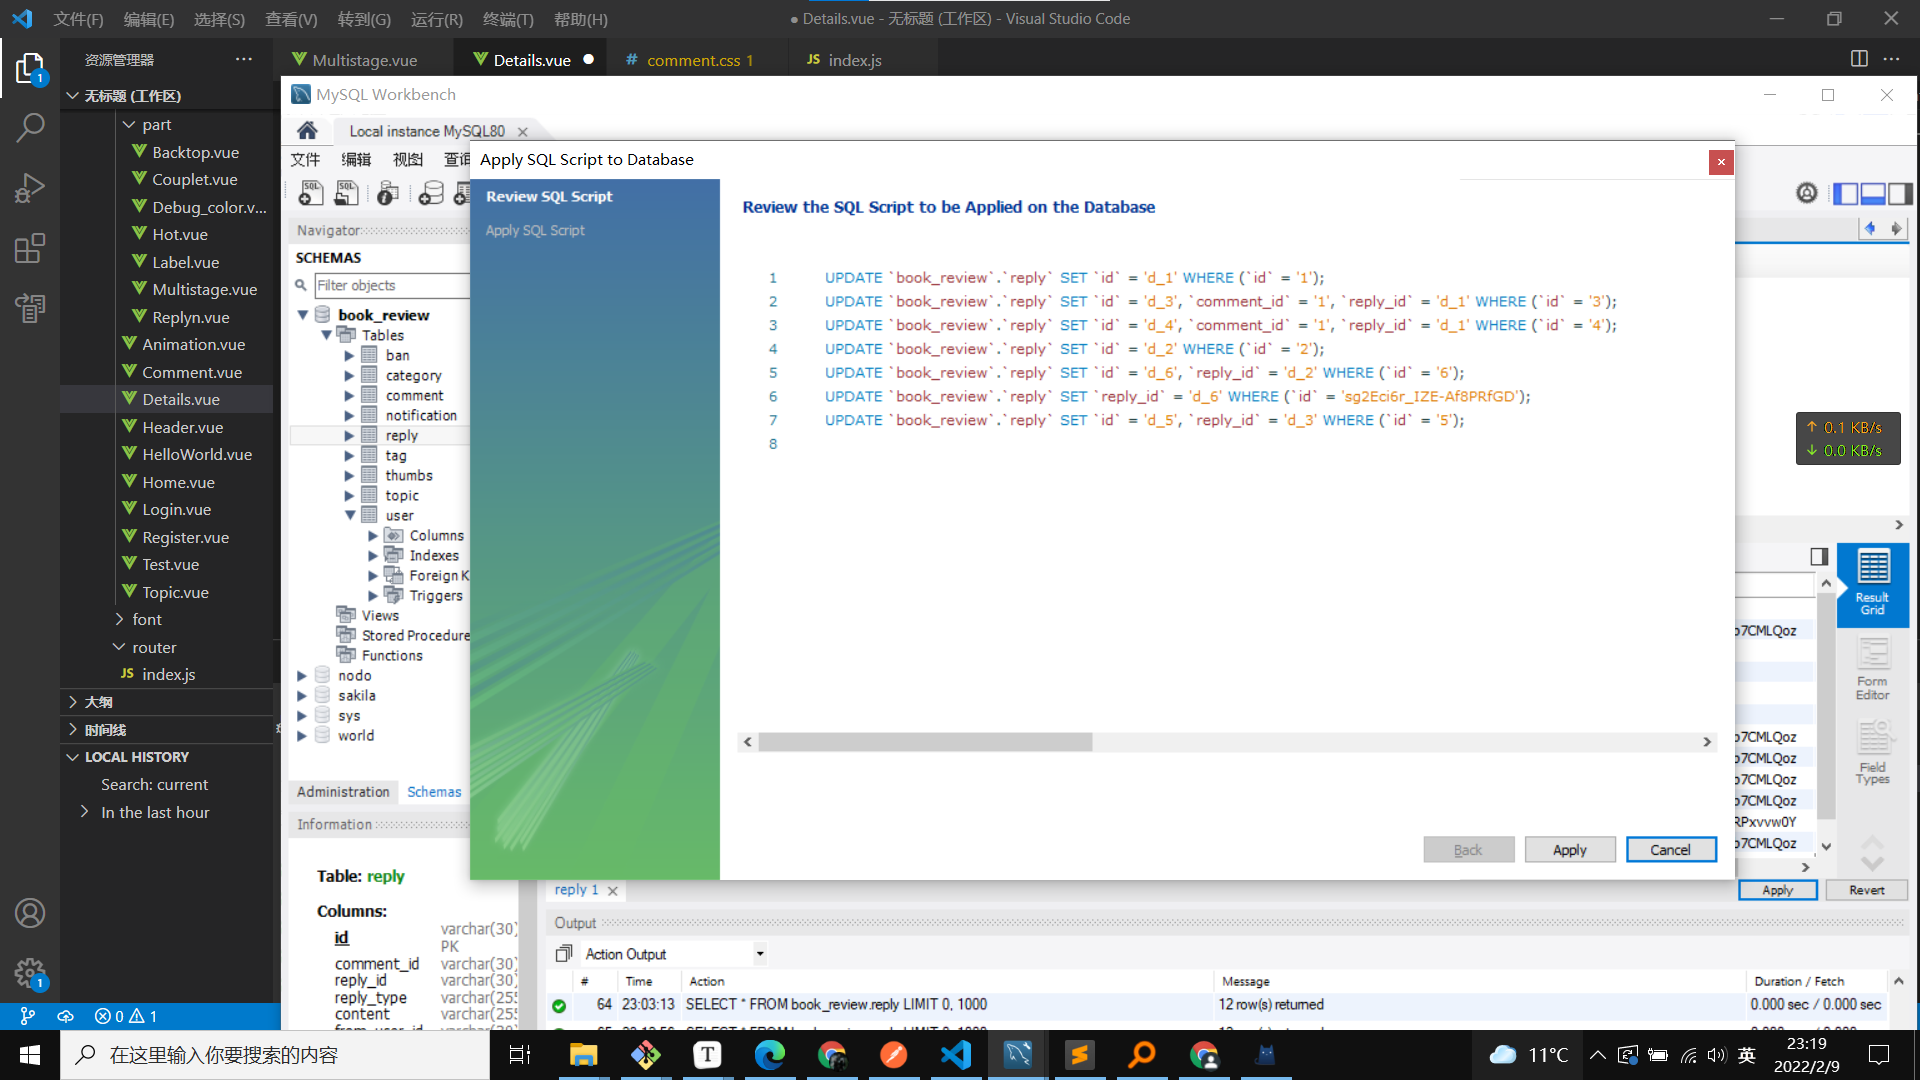 文件(F) 编辑(E) 选择(S) 查看(V) 转到(G) 运行(R) 终端(T) 帮助(H)
● Details.vue - 无标题 (工作区) - Visual Studio Code
资源管理器 ···
Multistage.vue
Details.vue
# comment.css 1
JS index.js
无标题 (工作区)
part
Backtop.vue
Couplet.vue
Debug_color.v...
Hot.vue
Label.vue
Multistage.vue
Replyn.vue
Animation.vue
Comment.vue
Details.vue
Header.vue
HelloWorld.vue
Home.vue
Login.vue
Register.vue
Test.vue
Topic.vue
font
router
JS index.js
大纲
时间线
LOCAL HISTORY
Search: current
In the last hour
0 1
MySQL Workbench
Local instance MySQL80
文件 编辑 视图 查询
Navigator
SCHEMAS
Filter objects
book_review
Tables
ban
category
comment
notification
reply
tag
thumbs
topic
user
Columns
Indexes
Foreign K
Triggers
Views
Stored Procedure
Functions
nodo
sakila
sys
world
Administration Schemas
Information
Table: reply
Columns:
id varchar(30) PK
comment_id varchar(30)
reply_id varchar(30)
reply_type varchar(255
content varchar(255
Apply SQL Script to Database
Review SQL Script
Apply SQL Script
Review the SQL Script to be Applied on the Database
1 UPDATE `book_review`.`reply` SET `id` = 'd_1' WHERE (`id` = '1');
2 UPDATE `book_review`.`reply` SET `id` = 'd_3', `comment_id` = '1', `reply_id` = 'd_1' WHERE (`id` = '3');
3 UPDATE `book_review`.`reply` SET `id` = 'd_4', `comment_id` = '1', `reply_id` = 'd_1' WHERE (`id` = '4');
4 UPDATE `book_review`.`reply` SET `id` = 'd_2' WHERE (`id` = '2');
5 UPDATE `book_review`.`reply` SET `id` = 'd_6', `reply_id` = 'd_2' WHERE (`id` = '6');
6 UPDATE `book_review`.`reply` SET `reply_id` = 'd_6' WHERE (`id` = 'sg2Eci6r_IZE-Af8PRfGD');
7 UPDATE `book_review`.`reply` SET `id` = 'd_5', `reply_id` = 'd_3' WHERE (`id` = '5');
8
Back Apply Cancel
↑ 0.1 KB/s
↓ 0.0 KB/s
o7CMLQoz
o7CMLQoz
o7CMLQoz
o7CMLQoz
o7CMLQoz
RPxvvw0Y
o7CMLQoz
Result
Grid
Form
Editor
Field
Types
reply 1
Apply Revert
Output
Action Output
# Time Action Message Duration / Fetch
64 23:03:13 SELECT * FROM book_review.reply LIMIT 0, 1000 12 row(s) returned 0.000 sec / 0.000 sec
在这里输入你要搜索的内容
11°C
英
23:19
2022/2/9